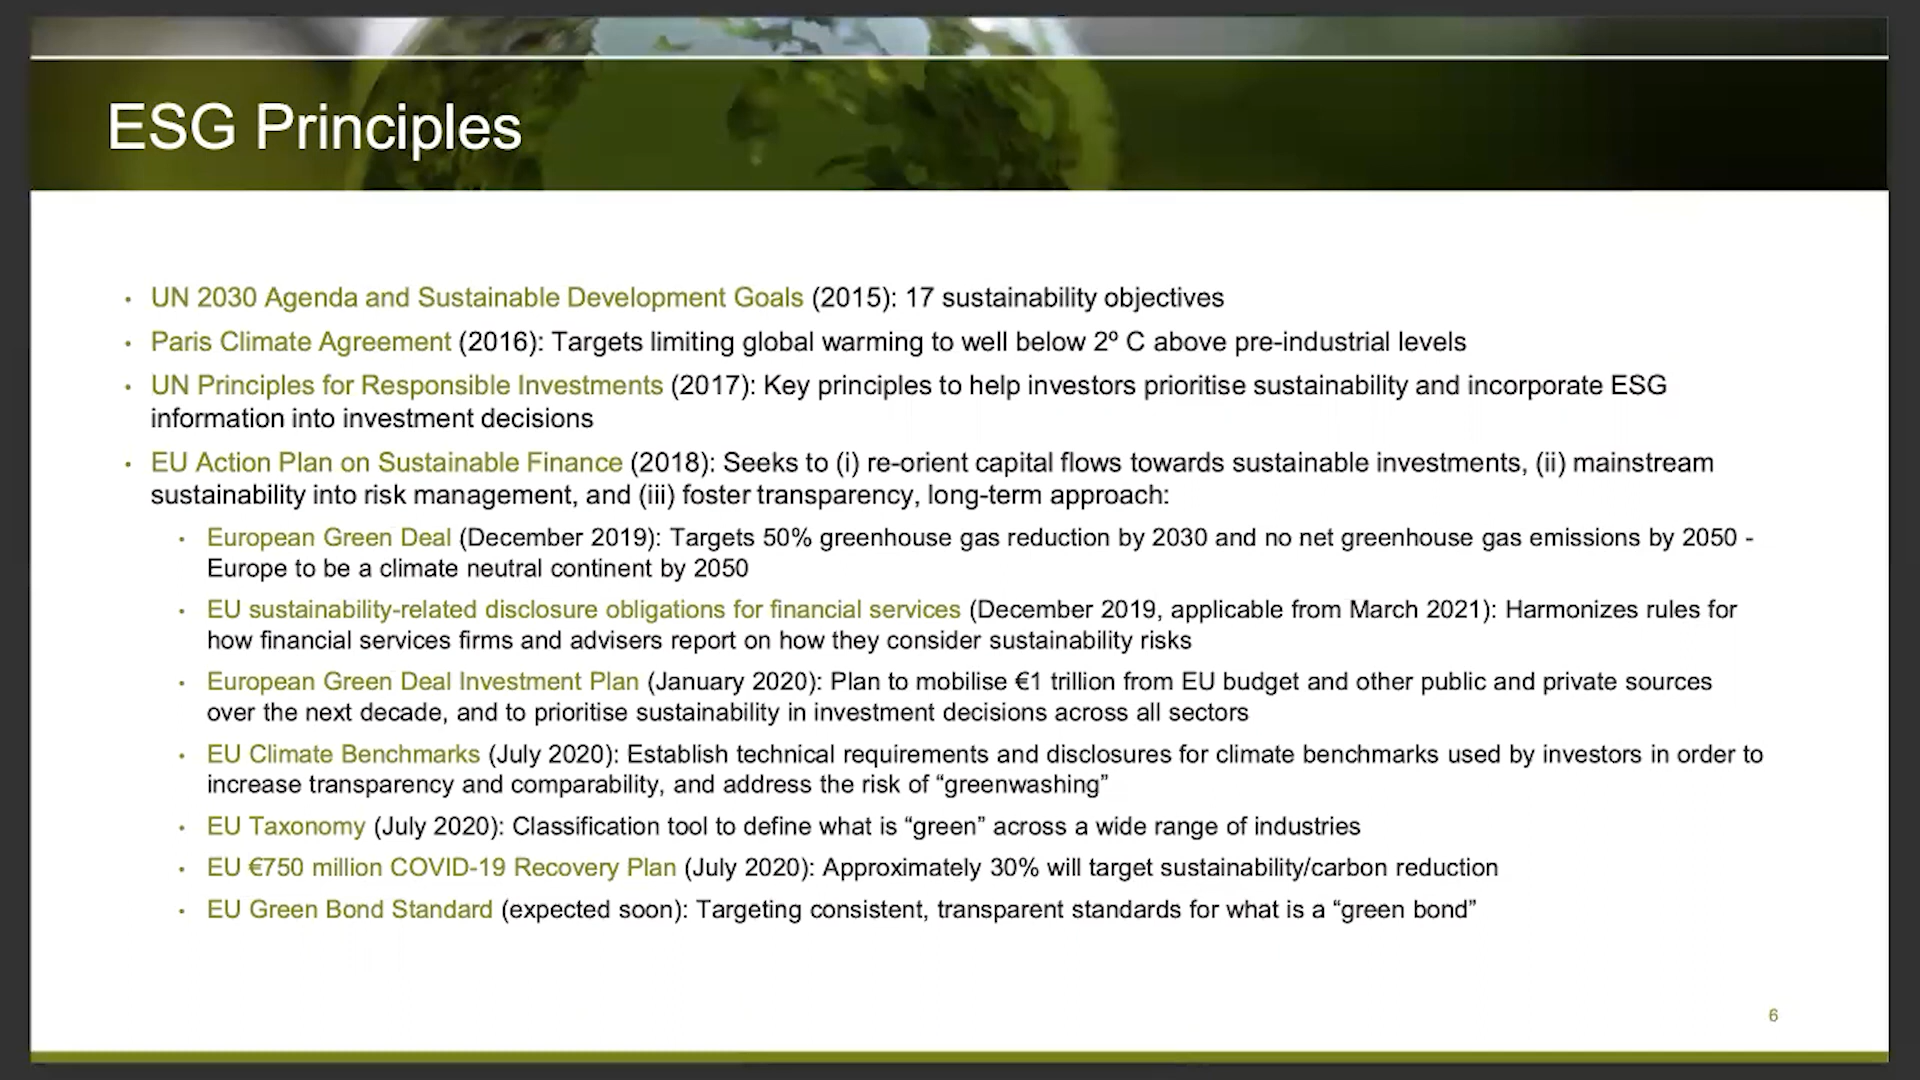 ESG Principles
• UN 2030 Agenda and Sustainable Development Goals (2015): 17 sustainability objectives
• Paris Climate Agreement (2016): Targets limiting global warming to well below 2º C above pre-industrial levels
• UN Principles for Responsible Investments (2017): Key principles to help investors prioritise sustainability and incorporate ESG
information into investment decisions
• EU Action Plan on Sustainable Finance (2018): Seeks to (i) re-orient capital flows towards sustainable investments, (ii) mainstream
sustainability into risk management, and (iii) foster transparency, long-term approach:
• European Green Deal (December 2019): Targets 50% greenhouse gas reduction by 2030 and no net greenhouse gas emissions by 2050 -
Europe to be a climate neutral continent by 2050
• EU sustainability-related disclosure obligations for financial services (December 2019, applicable from March 2021): Harmonizes rules for
how financial services firms and advisers report on how they consider sustainability risks
• European Green Deal Investment Plan (January 2020): Plan to mobilise €1 trillion from EU budget and other public and private sources
over the next decade, and to prioritise sustainability in investment decisions across all sectors
• EU Climate Benchmarks (July 2020): Establish technical requirements and disclosures for climate benchmarks used by investors in order to
increase transparency and comparability, and address the risk of “greenwashing”
• EU Taxonomy (July 2020): Classification tool to define what is “green” across a wide range of industries
• EU €750 million COVID-19 Recovery Plan (July 2020): Approximately 30% will target sustainability/carbon reduction
• EU Green Bond Standard (expected soon): Targeting consistent, transparent standards for what is a “green bond”
6